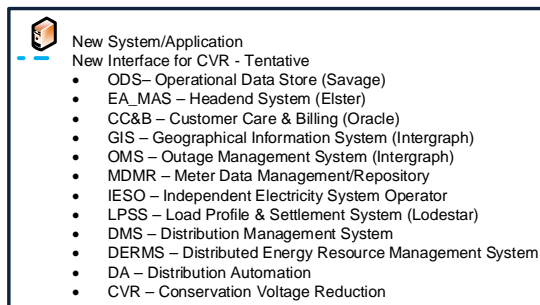 New System/Application
New Interface for CVR - Tentative
• ODS– Operational Data Store (Savage)
• EA_MAS – Headend System (Elster)
• CC&B – Customer Care & Billing (Oracle)
• GIS – Geographical Information System (Intergraph)
• OMS – Outage Management System (Intergraph)
• MDMR – Meter Data Management/Repository
• IESO – Independent Electricity System Operator
• LPSS – Load Profile & Settlement System (Lodestar)
• DMS – Distribution Management System
• DERMS – Distributed Energy Resource Management System
• DA – Distribution Automation
• CVR – Conservation Voltage Reduction